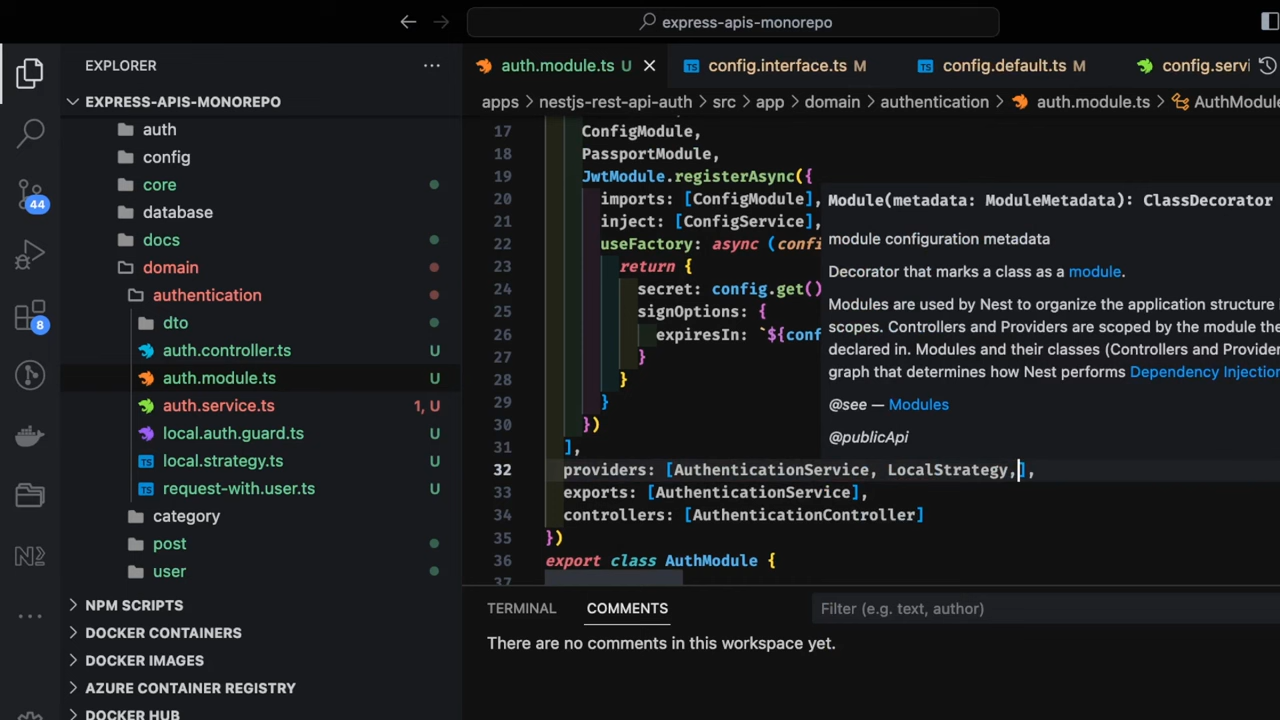 express-apis-monorepo
EXPLORER
EXPRESS-APIS-MONOREPO
auth
config
core
database
docs
domain
authentication
dto
auth.controller.ts U
auth.module.ts U
auth.service.ts 1, U
local.auth.guard.ts U
local.strategy.ts U
request-with.user.ts U
category
post
user
NPM SCRIPTS
DOCKER CONTAINERS
DOCKER IMAGES
AZURE CONTAINER REGISTRY
DOCKER HUB
44
8
auth.module.ts U TS config.interface.ts M TS config.default.ts M config.servi
apps > nestjs-rest-api-auth > src > app > domain > authentication > auth.module.ts > AuthModule
17 ConfigModule,
18 PassportModule,
19 JwtModule.registerAsync({
20 imports: [ConfigModule],
21 inject: [ConfigService],
22 useFactory: async (confi
23 return {
24 secret: config.get()
25 signOptions: {
26 expiresIn: `${conf
27 }
28 }
29 }
30 })
31 ],
32 providers: [AuthenticationService, LocalStrategy,],
33 exports: [AuthenticationService],
34 controllers: [AuthenticationController]
35 })
36 export class AuthModule {
37
Module(metadata: ModuleMetadata): ClassDecorator
module configuration metadata
Decorator that marks a class as a module.
Modules are used by Nest to organize the application structure
scopes. Controllers and Providers are scoped by the module the
declared in. Modules and their classes (Controllers and Provider
graph that determines how Nest performs Dependency Injection
@see — Modules
@publicApi
TERMINAL COMMENTS Filter (e.g. text, author)
There are no comments in this workspace yet.